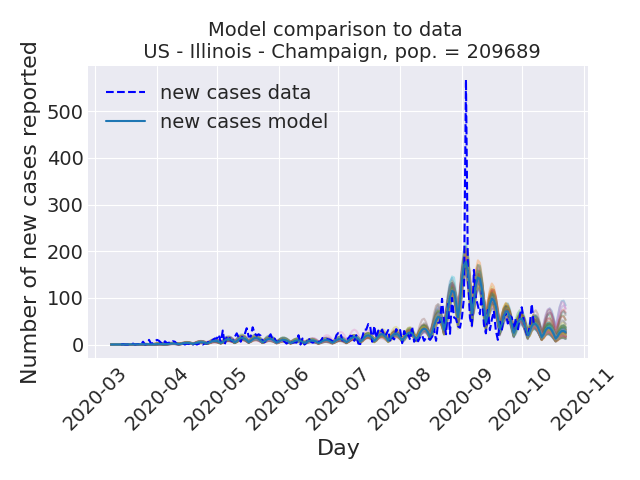 Model comparison to data
US - Illinois - Champaign, pop. = 209689
Number of new cases reported
new cases data
new cases model
500
400
300
200
100
0
2020-03
2020-04
2020-05
2020-06
2020-07
2020-08
2020-09
2020-10
2020-11
Day